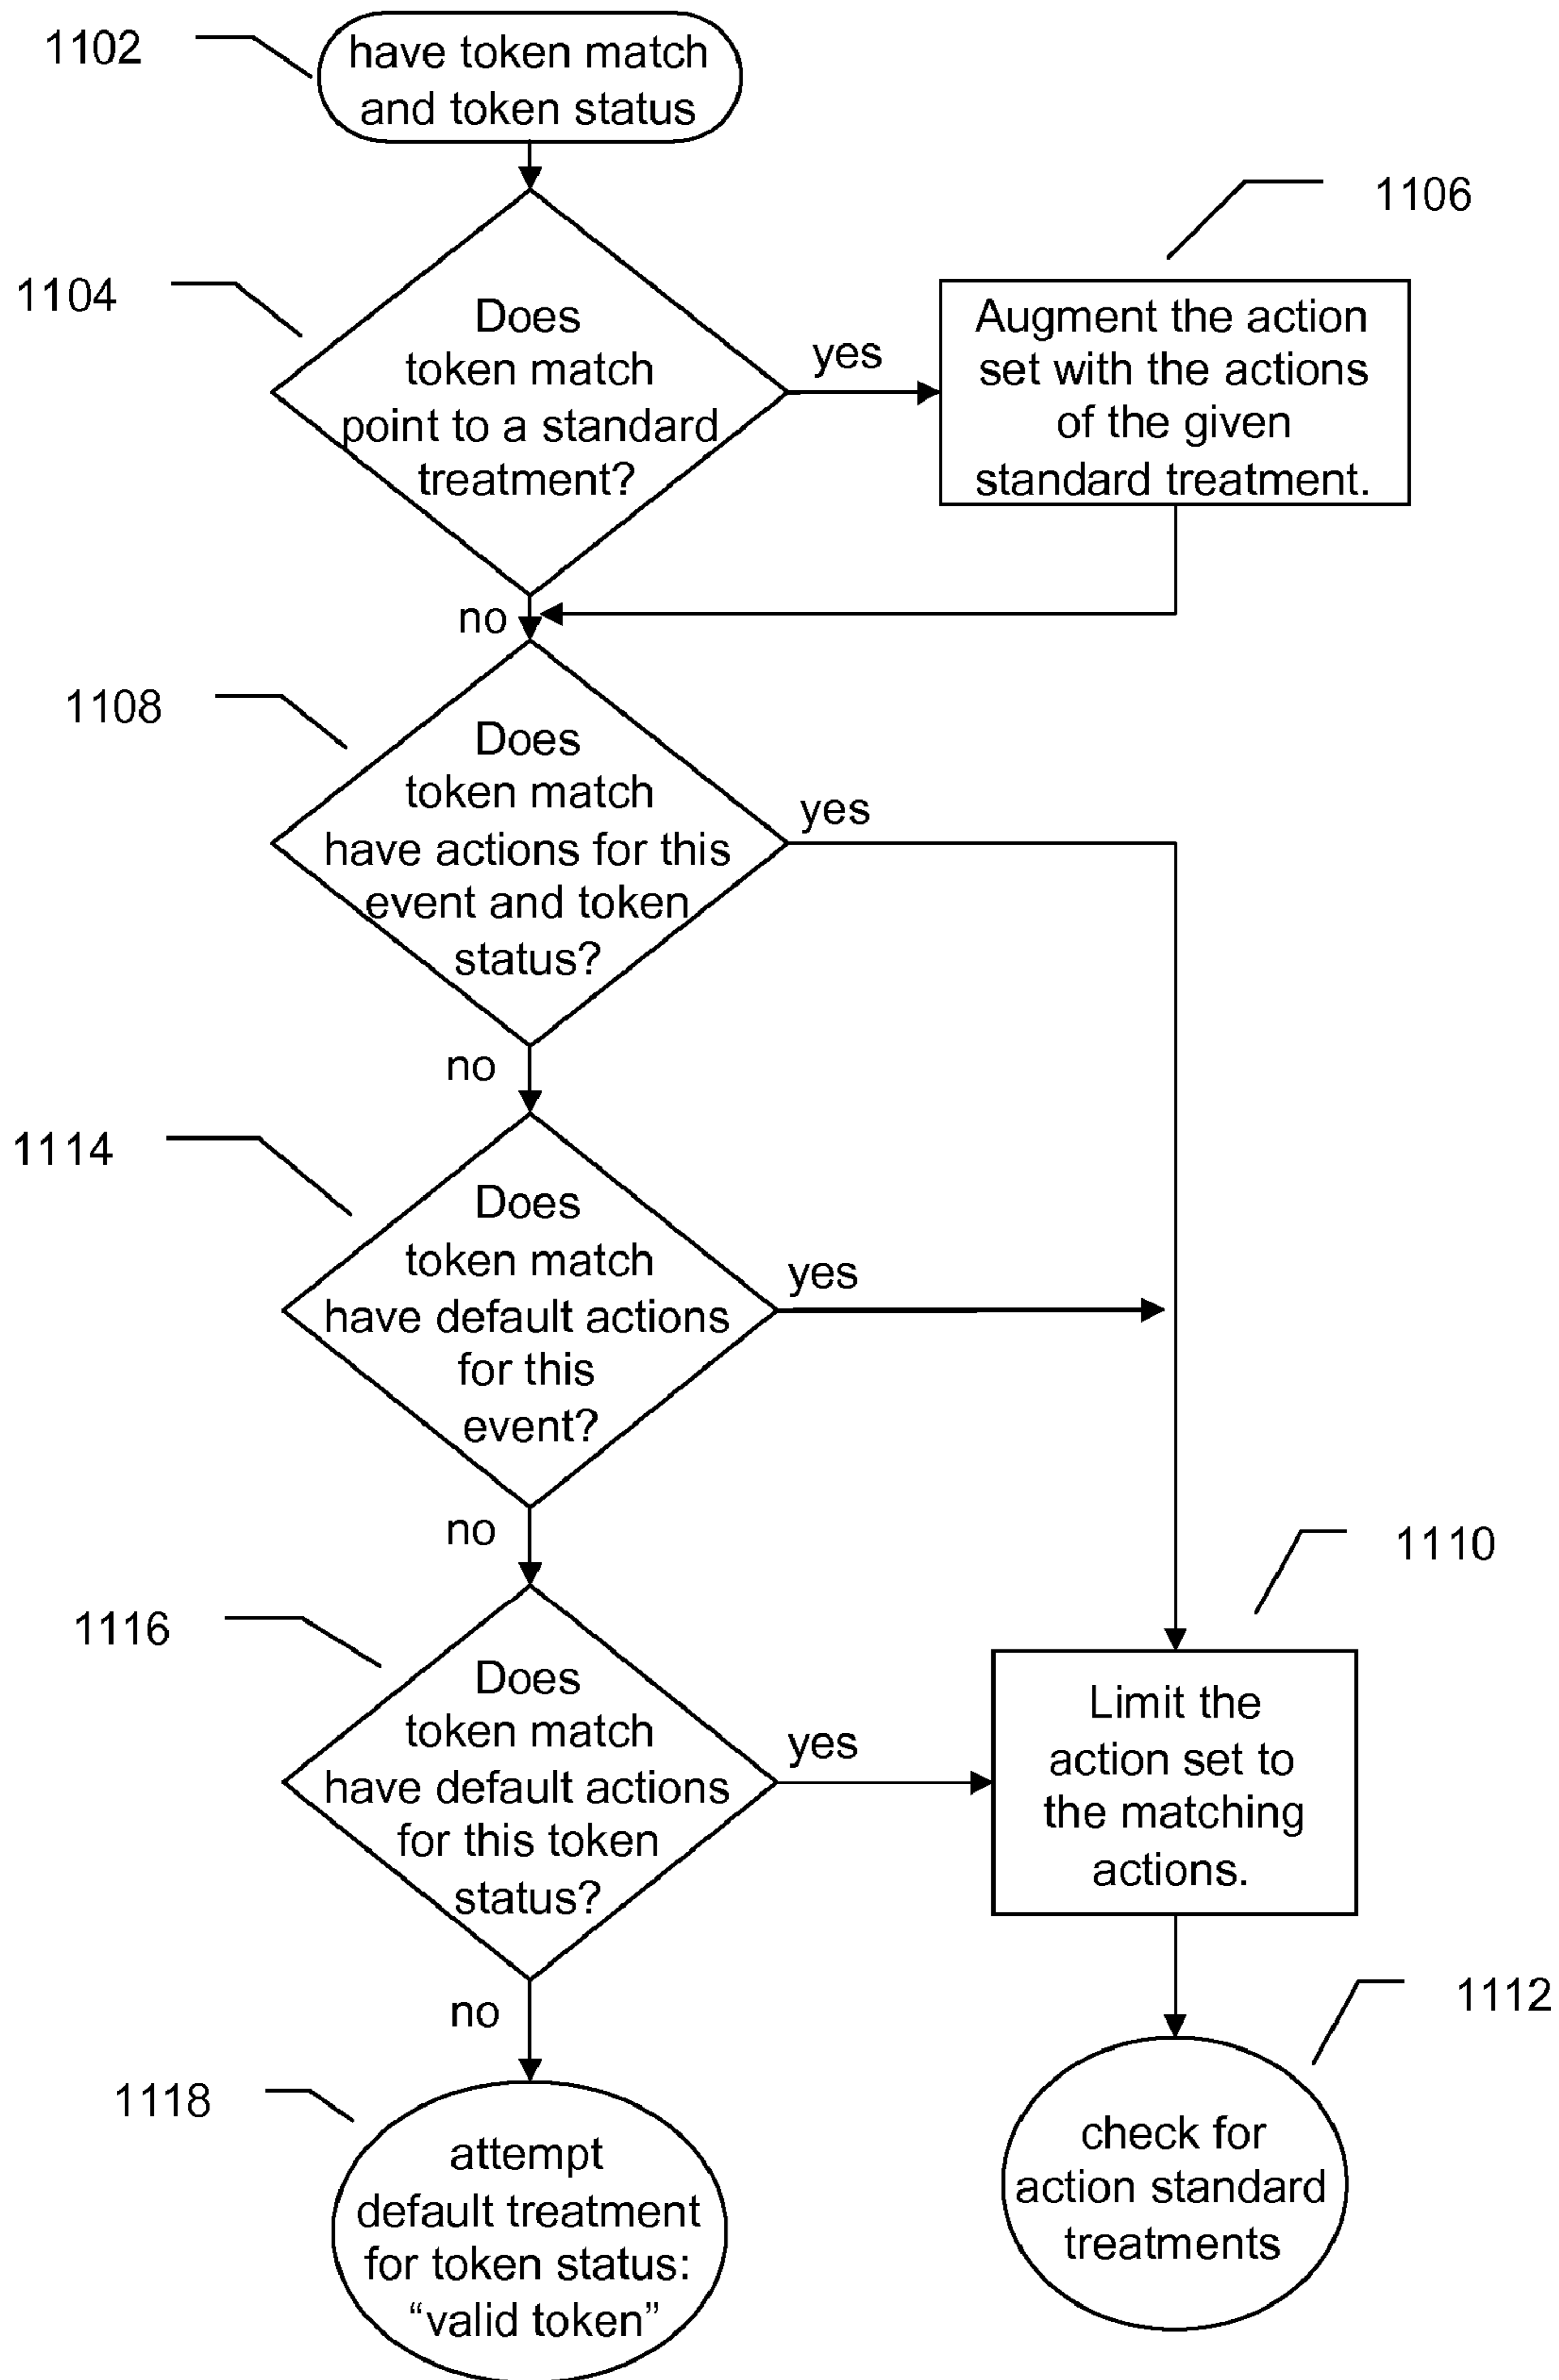 1102
have token match
and token status
1106
1104
Does
token match
point to a standard
treatment?
yes
Augment the action
set with the actions
of the given
standard treatment.
no
1108
Does
token match
have actions for this
event and token
status?
yes
no
1114
Does
token match
have default actions
for this
event?
yes
no
1110
1116
Does
token match
have default actions
for this token
status?
yes
Limit the
action set to
the matching
actions.
no
1112
1118
attempt
default treatment
for token status:
“valid token”
check for
action standard
treatments